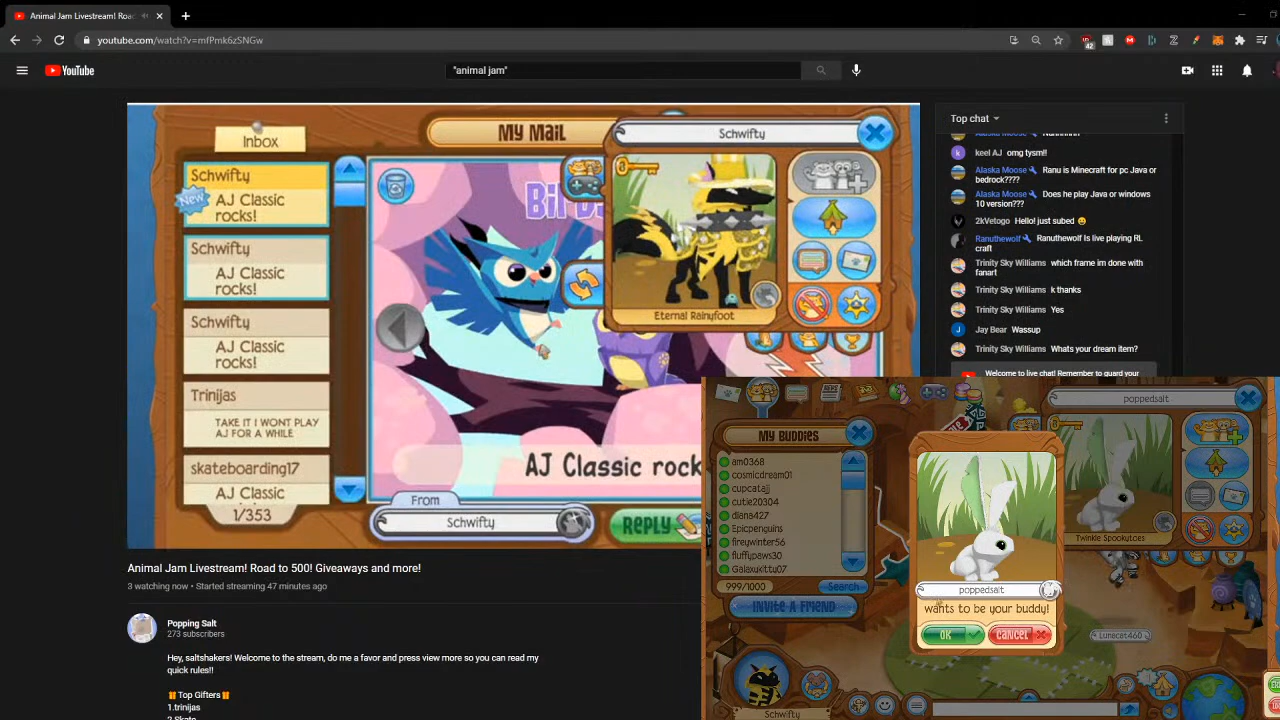 Animal Jam Livestream! Road
youtube.com/watch?v=mfPmk6zSNGw
42
YouTube
"animal jam"
My Mail
Inbox
Schwifty
AJ Classic
rocks!
New
Schwifty
AJ Classic
rocks!
Schwifty
AJ Classic
rocks!
Trinijas
TAKE IT I WONT PLAY
AJ FOR A WHILE
skateboarding17
AJ Classic
1/353
AJ Classic rock
From
Schwifty
REPLY
Schwifty
Eternal Rainyfoot
Top chat
keel AJ omg tysm!!
Alaska Moose Ranu is Minecraft for pc Java or
bedrock????
Alaska Moose Does he play Java or windows
10 version???
2kVetogo Hello! just subed
Ranuthewolf Ranuthewolf Is live playing RL
craft
Trinity Sky Williams which frame im done with
fanart
Trinity Sky Williams k thanks
Trinity Sky Williams Yes
Jay Bear Wassup
Trinity Sky Williams Whats your dream item?
Welcome to live chat! Remember to guard your
Animal Jam Livestream! Road to 500! Giveaways and more!
3 watching now • Started streaming 47 minutes ago
Popping Salt
273 subscribers
Hey, saltshakers! Welcome to the stream, do me a favor and press view more so you can read my
quick rules!!
Top Gifters
1.trinijas
2.Skate
My Buddies
am0368
cosmicdream01
cupcatajj
cutie20304
diana427
Epicpenguins
fireywinter56
fluffypaws30
Galaxykitty07
999/1000
Search
Invite a Friend
Schwifty
poppedsalt
Twinkle Spookytoes
poppedsalt
wants to be your buddy!
OK
Cancel
Lunecat460